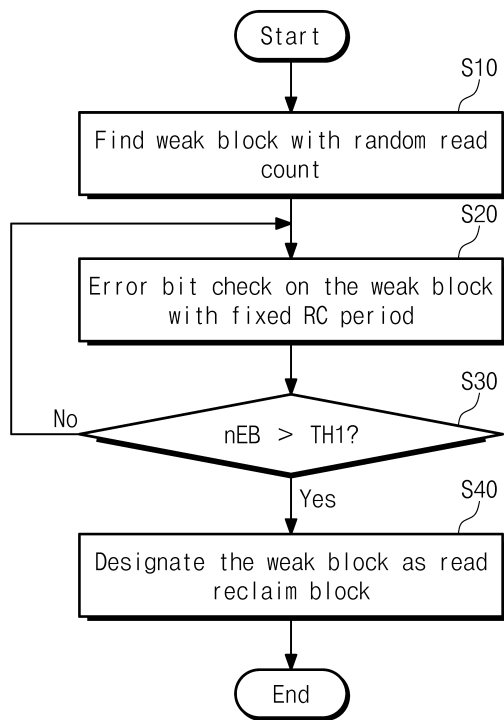 Start
S10
Find weak block with random read
count
S20
Error bit check on the weak block
with fixed RC period
S30
No
nEB > TH1?
Yes
S40
Designate the weak block as read
reclaim block
End